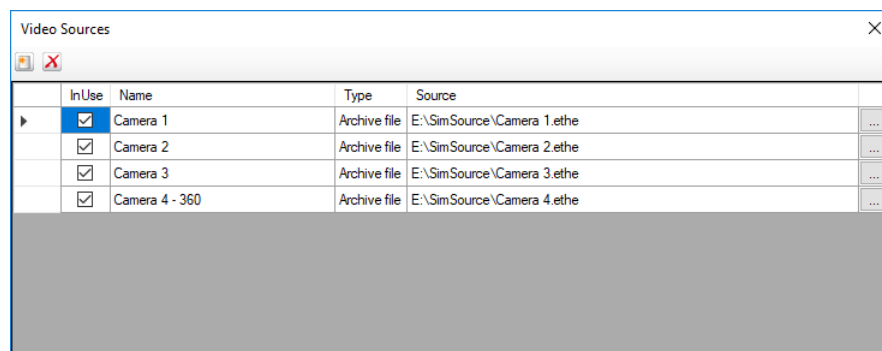 Video Sources
InUse Name Type Source
Camera 1 Archive file E:\SimSource\Camera 1.ethe ...
Camera 2 Archive file E:\SimSource\Camera 2.ethe ...
Camera 3 Archive file E:\SimSource\Camera 3.ethe ...
Camera 4 - 360 Archive file E:\SimSource\Camera 4.ethe ...